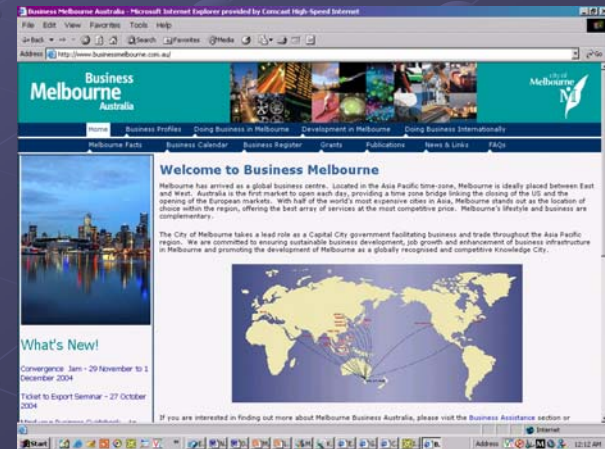 Business Melbourne Australia - Microsoft Internet Explorer provided by Comcast High-Speed Internet
File Edit View Favorites Tools Help
Back Search Favorites Media
Address http://www.businessmelbourne.com.au/ Go
Business
Melbourne
Australia
city of
Melbourne
Home Business Profiles Doing Business in Melbourne Development in Melbourne Doing Business Internationally
Melbourne Facts Business Calendar Business Register Grants Publications News & Links FAQs
Welcome to Business Melbourne
Melbourne has arrived as a global business centre. Located in the Asia Pacific time-zone, Melbourne is ideally placed between East
and West. Australia is the first market to open each day, providing a time zone bridge linking the closing of the US and the
opening of the European markets. With half of the world's most expensive cities in Asia, Melbourne stands out as the location of
choice within the region, offering the best array of services at the most competitive price. Melbourne's lifestyle and business are
complementary.
The City of Melbourne takes a lead role as a Capital City government facilitating business and trade throughout the Asia Pacific
region. We are committed to ensuring sustainable business development, job growth and enhancement of business infrastructure
in Melbourne and promoting the development of Melbourne as a globally recognised and competitive Knowledge City.
What's New!
Convergence Jam - 29 November to 1
December 2004
Ticket to Export Seminar - 27 October
2004
If you are interested in finding out more about Melbourne Business Australia, please visit the Business Assistance section or
Internet
Start Address 12:12 AM